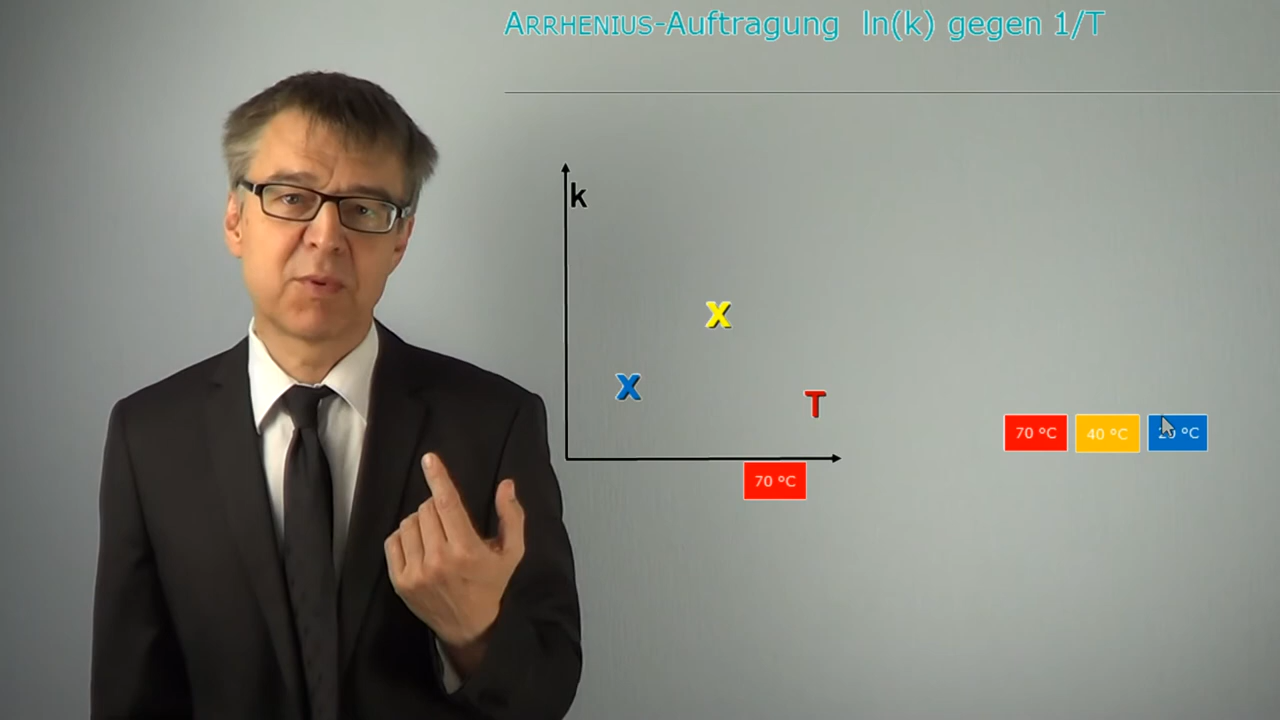 ARRHENIUS-Auftragung ln(k) gegen 1/T
k
X
X
T
70 °C 40 °C °C
70 °C